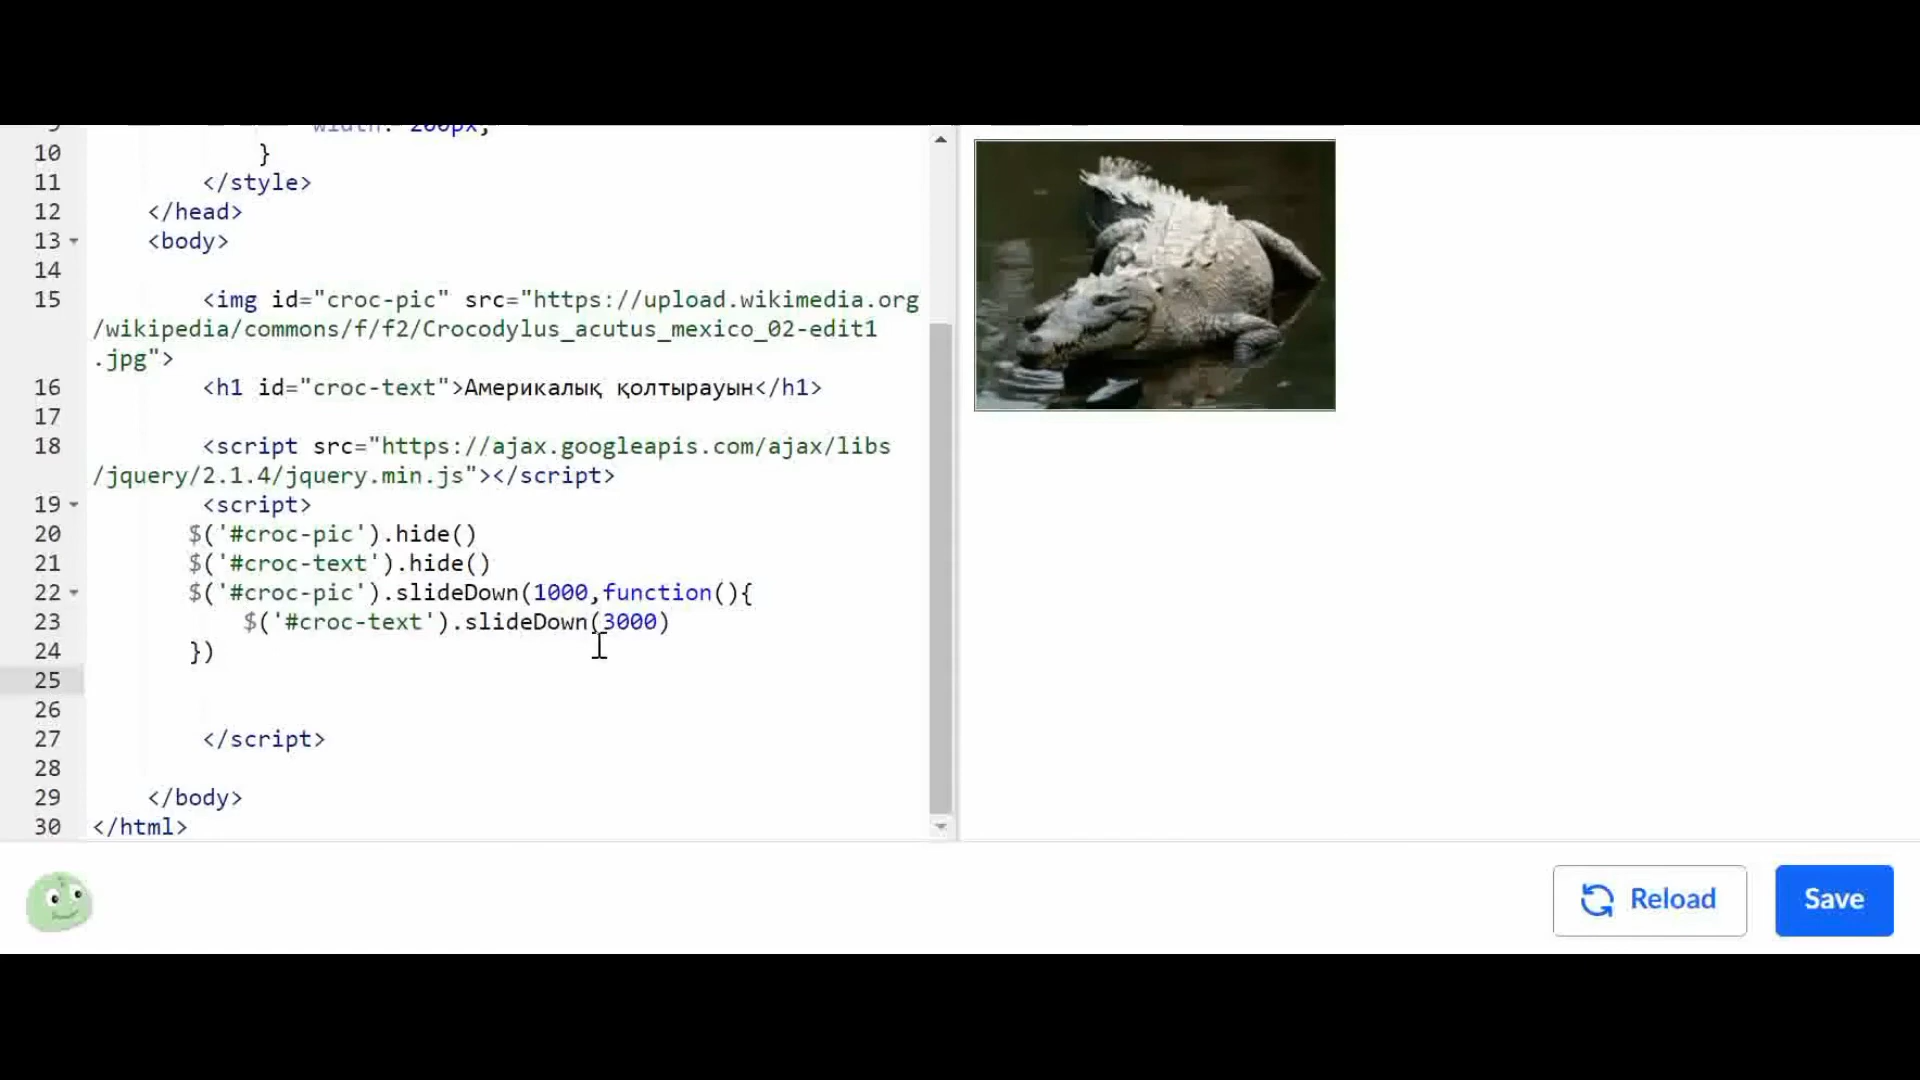 9 width: 200px;
10 }
11 </style>
12 </head>
13 <body>
14
15 <img id="croc-pic" src="https://upload.wikimedia.org
/wikipedia/commons/f/f2/Crocodylus_acutus_mexico_02-edit1
.jpg">
16 <h1 id="croc-text">Америкалық қолтырауын</h1>
17
18 <script src="https://ajax.googleapis.com/ajax/libs
/jquery/2.1.4/jquery.min.js"></script>
19 <script>
20 $('#croc-pic').hide()
21 $('#croc-text').hide()
22 $('#croc-pic').slideDown(1000,function(){
23 $('#croc-text').slideDown(3000)
24 })
25
26
27 </script>
28
29 </body>
30 </html>
Reload
Save